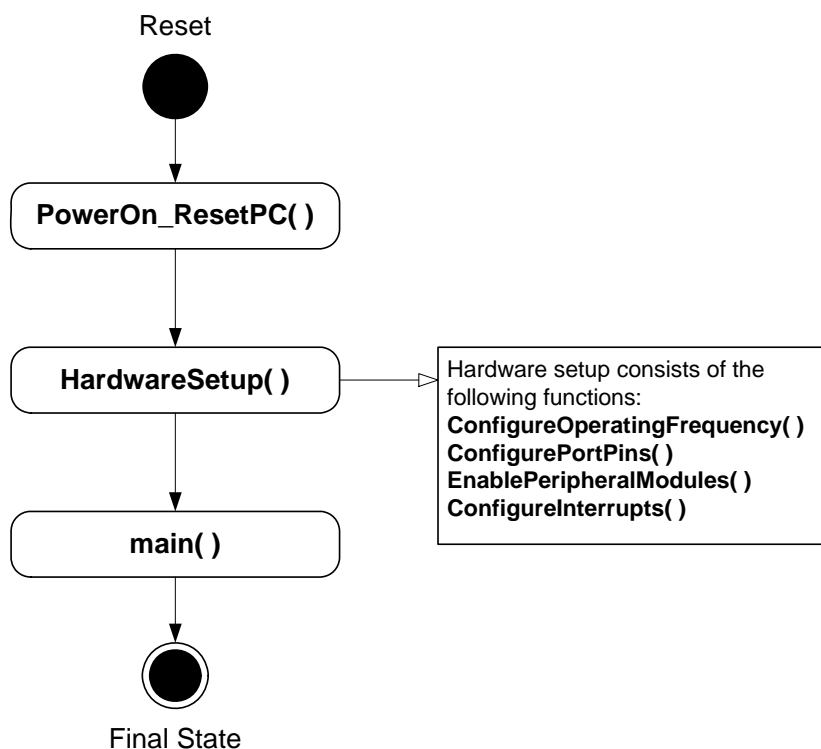 Reset
PowerOn_ResetPC( )
HardwareSetup( )
Hardware setup consists of the
following functions:
ConfigureOperatingFrequency( )
ConfigurePortPins( )
EnablePeripheralModules( )
ConfigureInterrupts( )
main( )
Final State